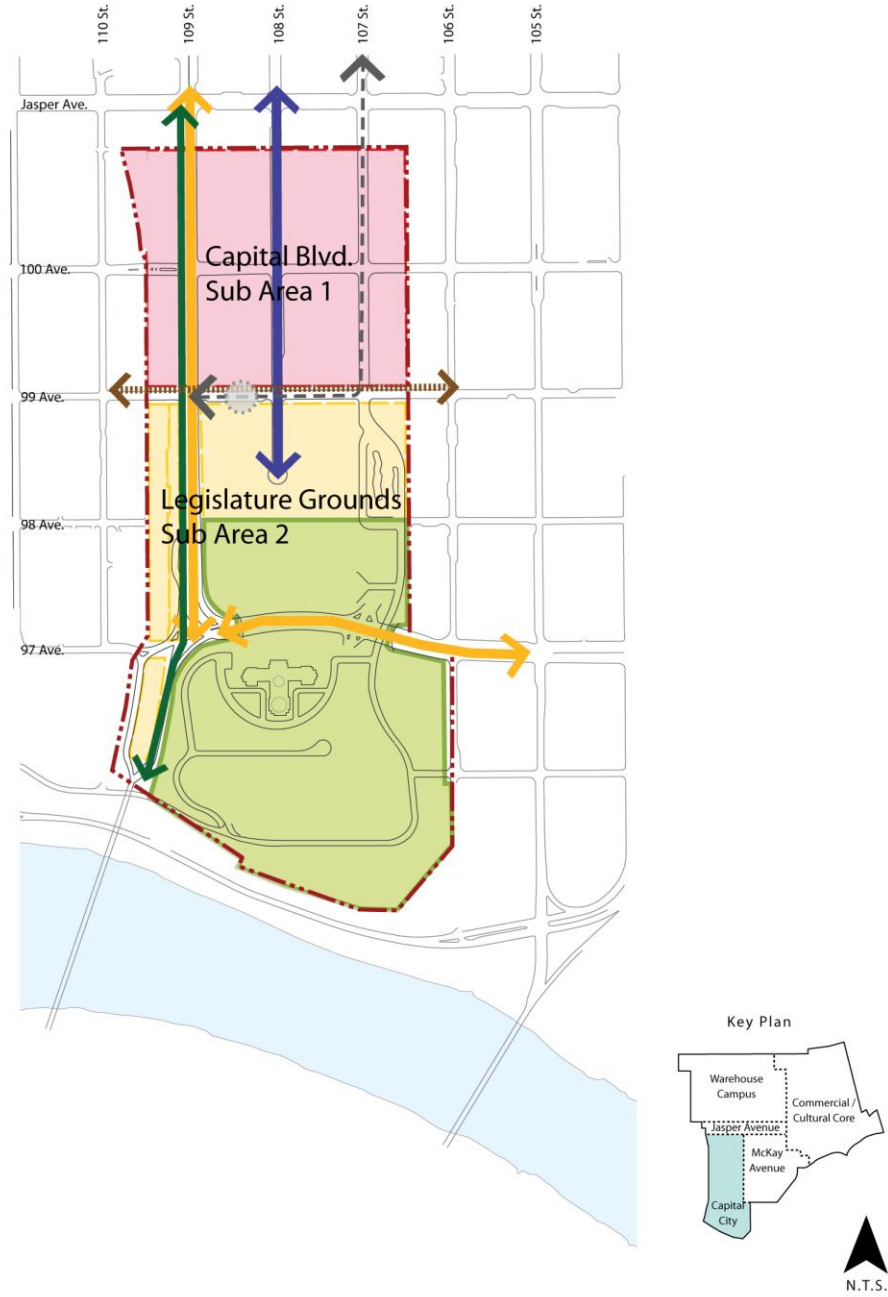 110 St.
109 St.
108 St.
107 St.
106 St.
105 St.
Jasper Ave.
Capital Blvd.
Sub Area 1
100 Ave.
99 Ave.
Legislature Grounds
Sub Area 2
98 Ave.
97 Ave.
Key Plan
Warehouse
Campus
Commercial /
Cultural Core
Jasper Avenue
McKay
Avenue
Capital
City
N.T.S.